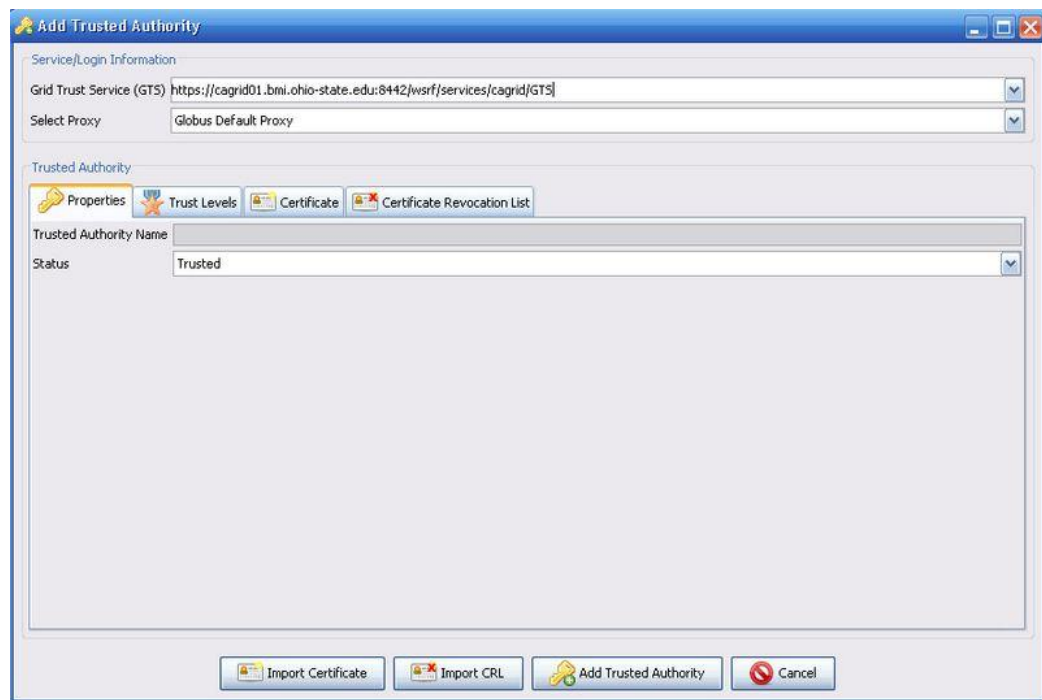 Add Trusted Authority
Service/Login Information
Grid Trust Service (GTS) https://cagrid01.bmi.ohio-state.edu:8442/wsrf/services/cagrid/GTS
Select Proxy Globus Default Proxy
Trusted Authority
Properties Trust Levels Certificate Certificate Revocation List
Trusted Authority Name
Status Trusted
Import Certificate Import CRL Add Trusted Authority Cancel